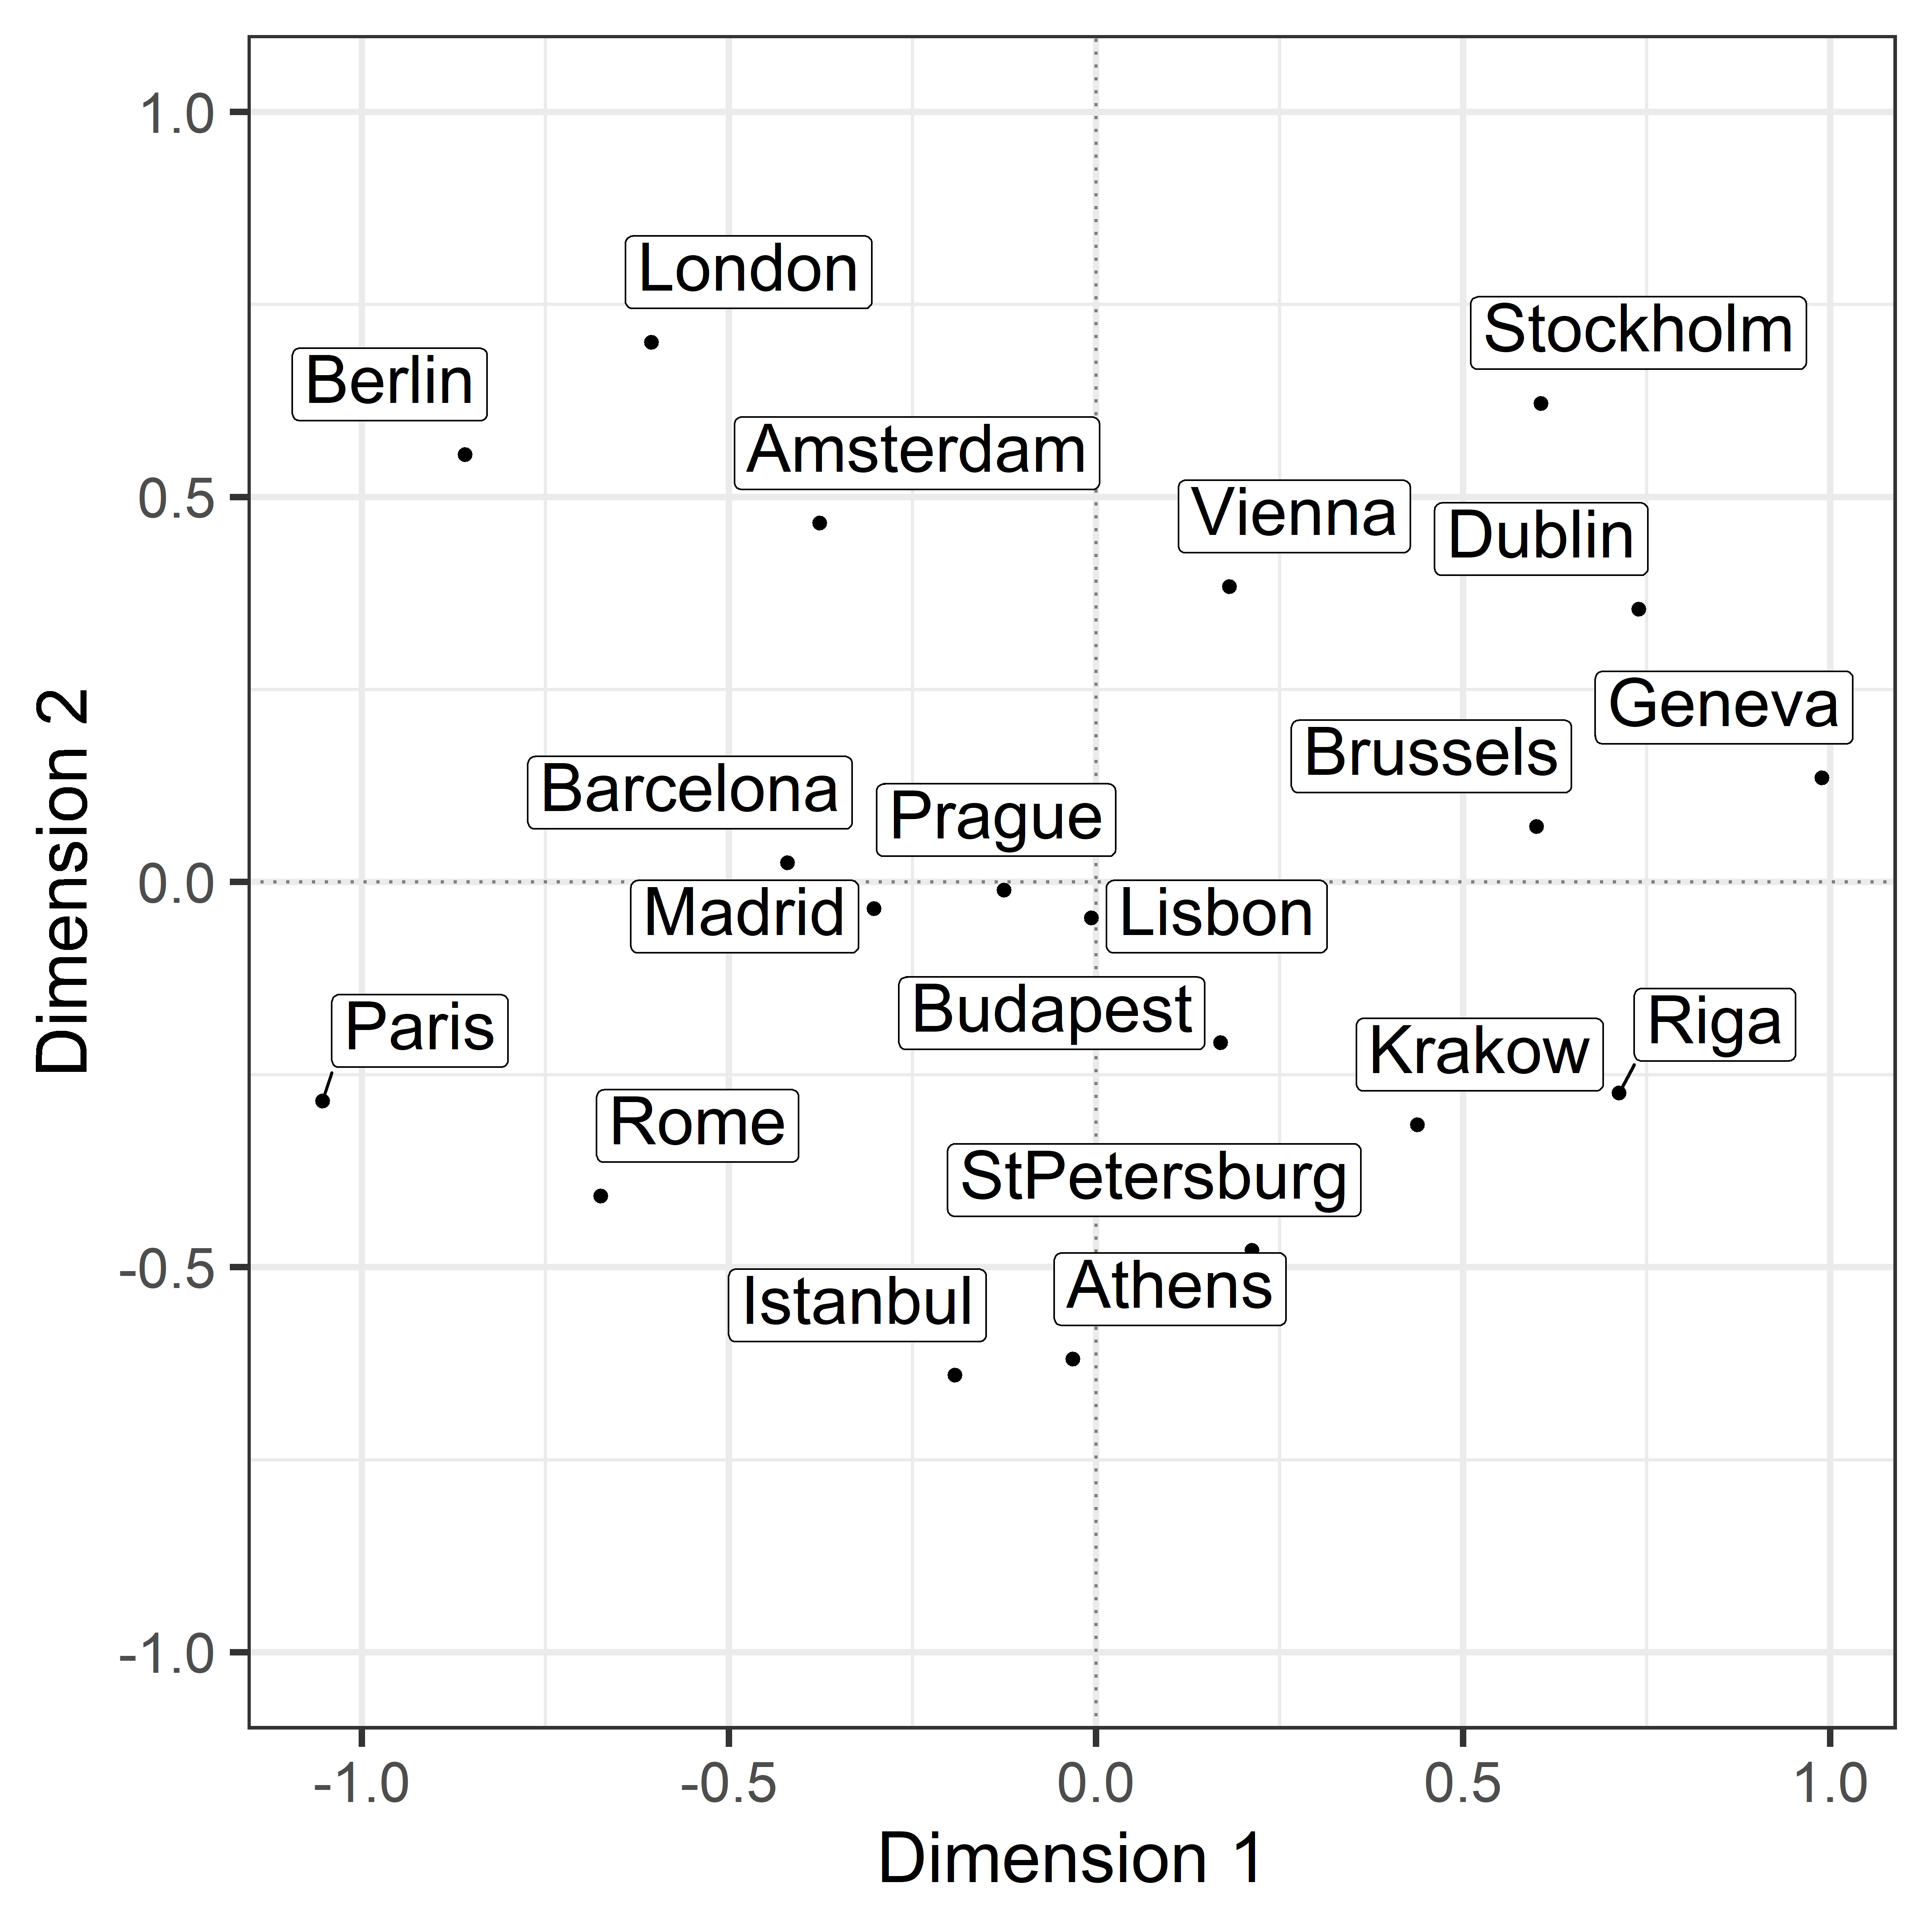 1.0
London
Stockholm
Berlin
Amsterdam
0.5
Vienna
Dublin
Geneva
Brussels
Barcelona
Prague
0.0
Madrid
Lisbon
Budapest
Paris
Riga
Krakow
Rome
StPetersburg
-0.5
Athens
Istanbul
-1.0
Dimension 2
-1.0 -0.5 0.0 0.5 1.0
Dimension 1